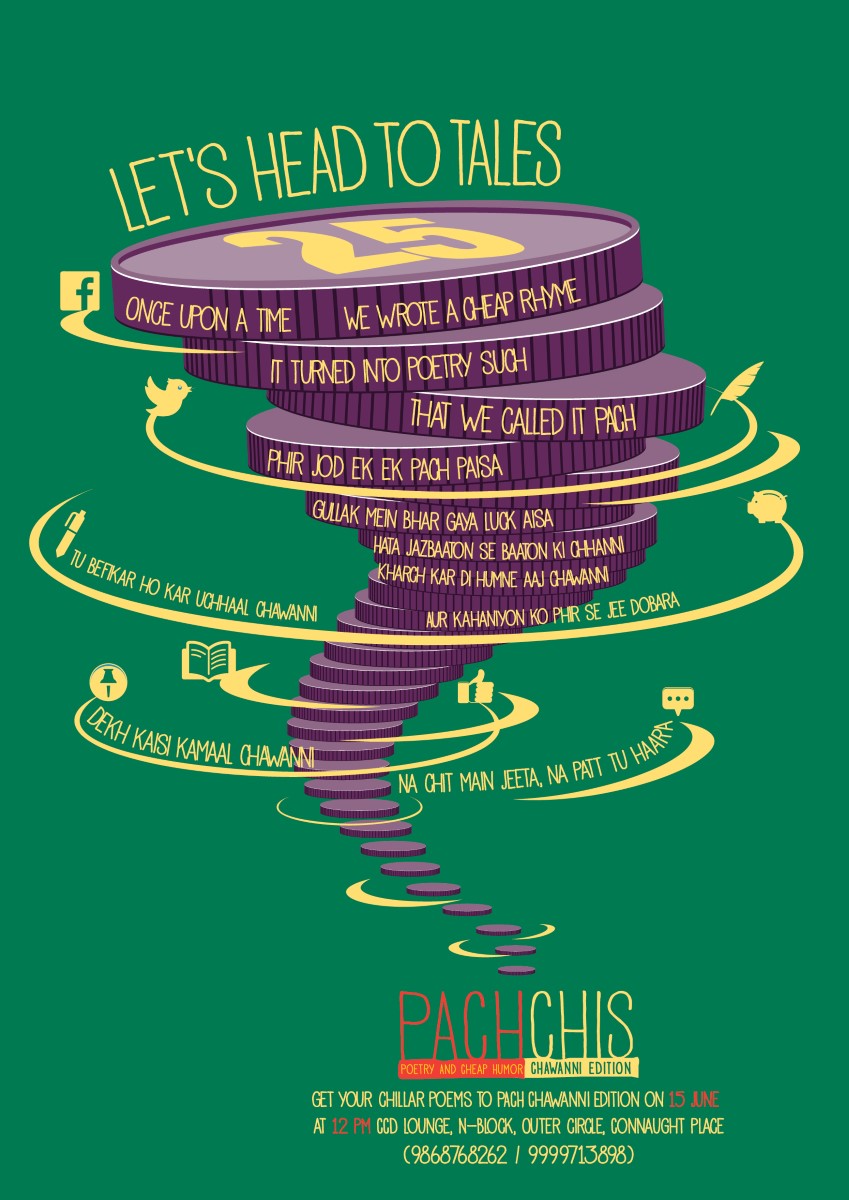 LET'S HEAD TO TALES
25
ONCE UPON A TIME WE WROTE A CHEAP RHYME
IT TURNED INTO POETRY SUCH
THAT WE CALLED IT PACH
PHIR JOD EK EK PACH PAISA
GULLAK MEIN BHAR GAYA LUCK AISA
HATA JAZBAATON SE BAATON KI CHHANNI
KHARCH KAR DI HUMNE AAJ CHAWANNI
AUR KAHANIYON KO PHIR SE JEE DOBARA
TU BEFIKAR HO KAR UCHHAAL CHAWANNI
DEKH KAISI KAMAAL CHAWANNI
NA CHIT MAIN JEETA, NA PATT TU HAARA
PACHCHIS
POETRY AND CHEAP HUMOR CHAWANNI EDITION
GET YOUR CHILLAR POEMS TO PACH CHAWANNI EDITION ON 15 JUNE
AT 12 PM CCD LOUNGE, N-BLOCK, OUTER CIRCLE, CONNAUGHT PLACE
(9868768262 / 9999713898)